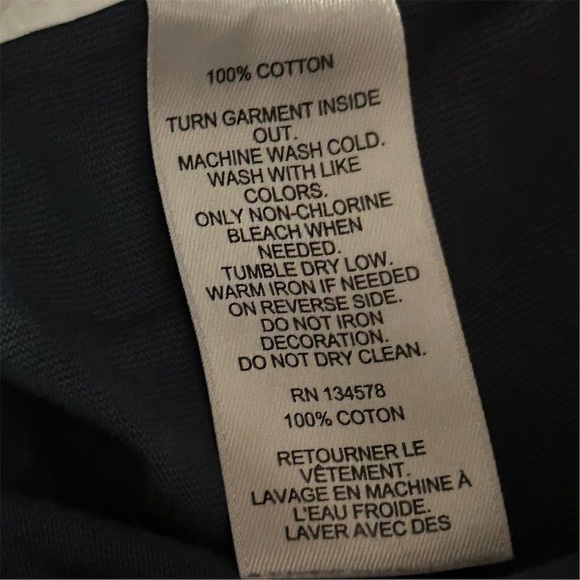 100% COTTON
TURN GARMENT INSIDE
OUT.
MACHINE WASH COLD.
WASH WITH LIKE
COLORS.
ONLY NON-CHLORINE
BLEACH WHEN
NEEDED.
TUMBLE DRY LOW.
WARM IRON IF NEEDED
ON REVERSE SIDE.
DO NOT IRON
DECORATION.
DO NOT DRY CLEAN.
RN 134578
100% COTON
RETOURNER LE
VÊTEMENT.
LAVAGE EN MACHINE À
L'EAU FROIDE.
LAVER AVEC DES